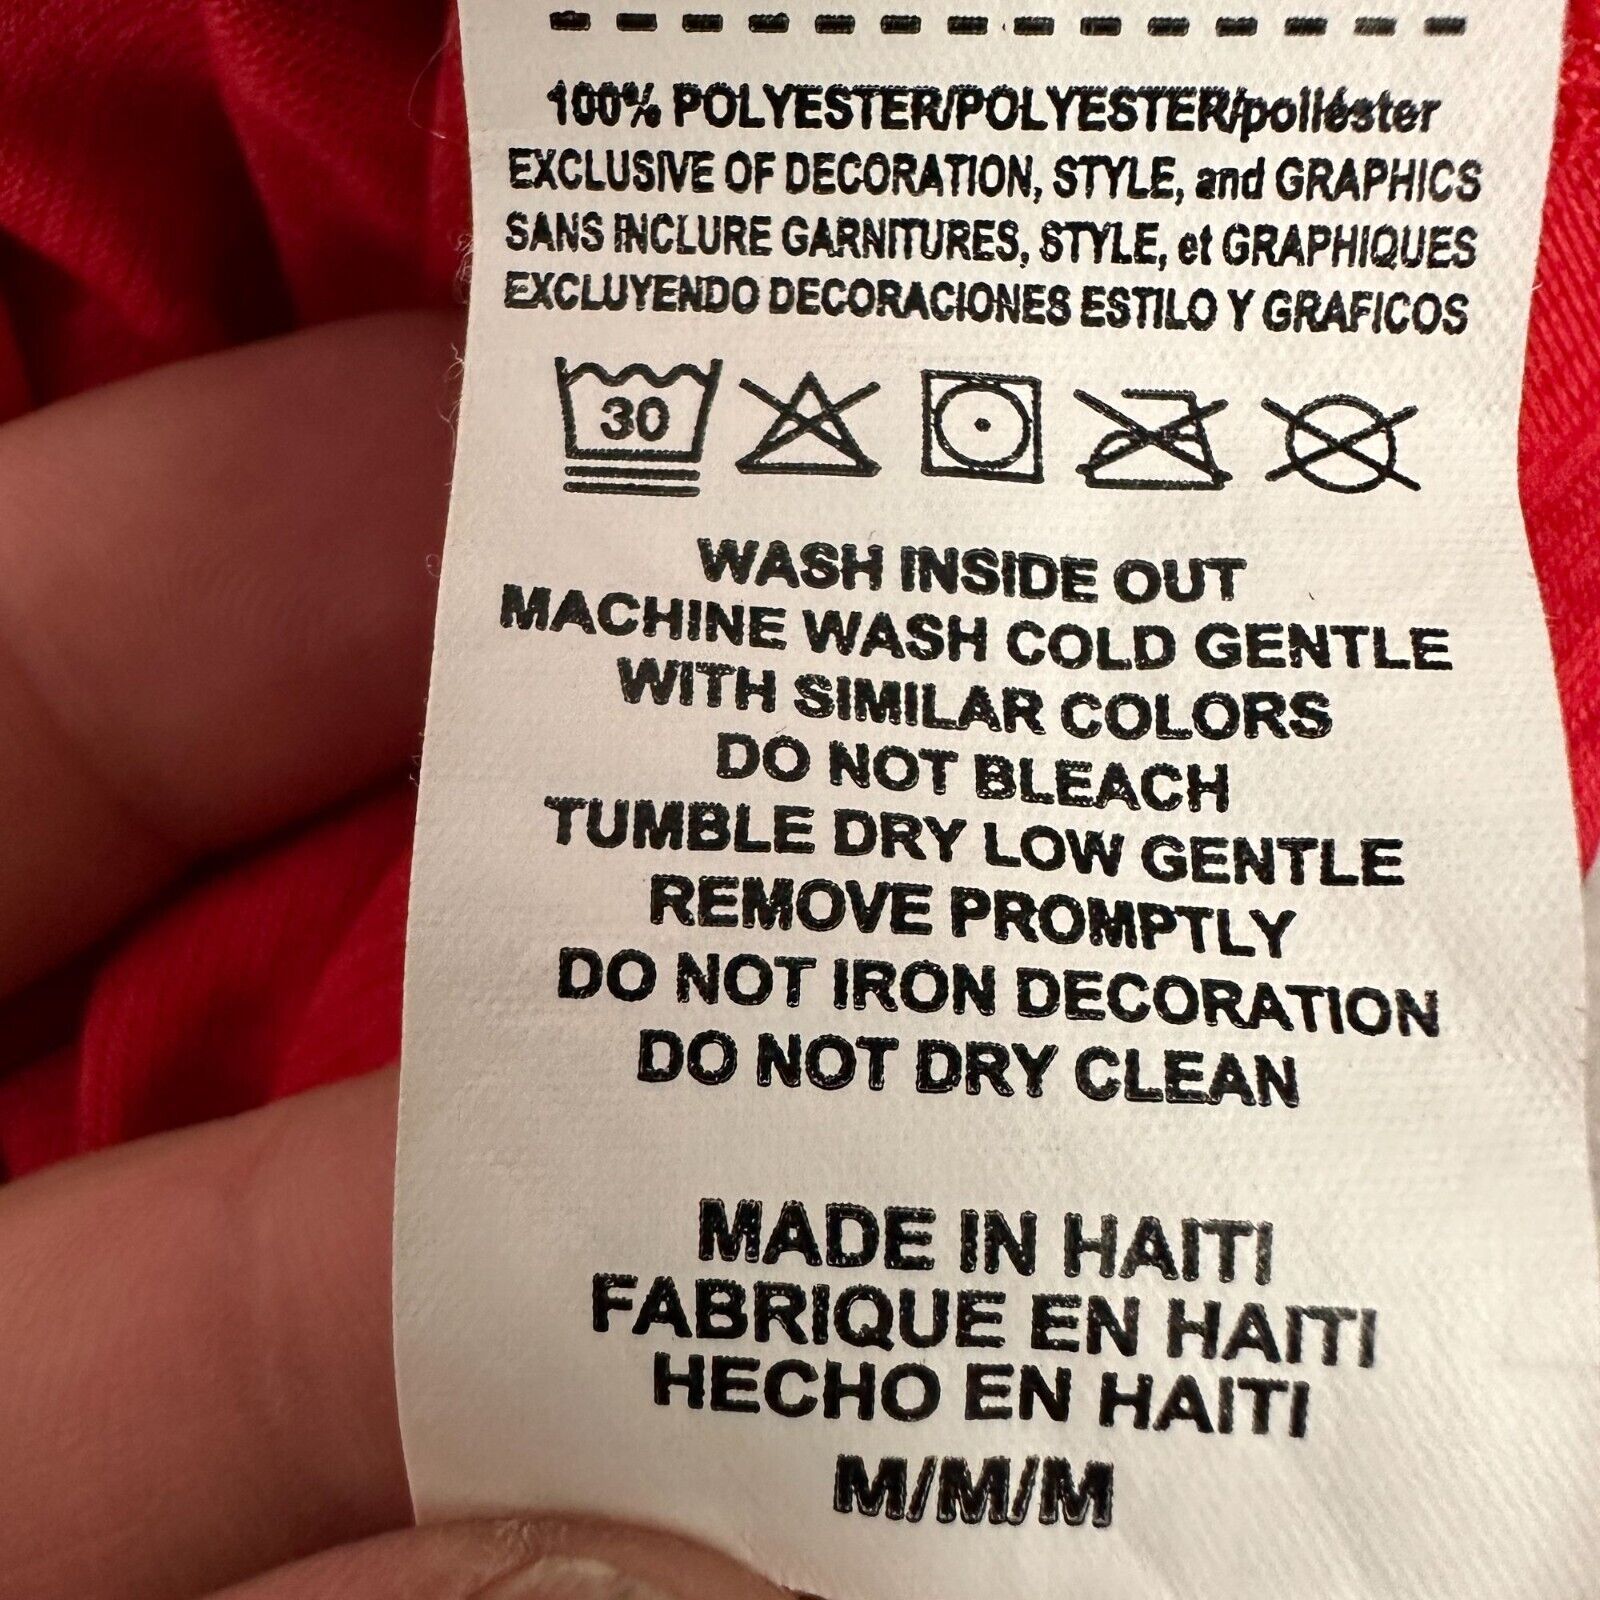 100% POLYESTER/POLYESTER/poliéster
EXCLUSIVE OF DECORATION, STYLE, and GRAPHICS
SANS INCLURE GARNITURES, STYLE, et GRAPHIQUES
EXCLUYENDO DECORACIONES ESTILO Y GRAFICOS
30
WASH INSIDE OUT
MACHINE WASH COLD GENTLE
WITH SIMILAR COLORS
DO NOT BLEACH
TUMBLE DRY LOW GENTLE
REMOVE PROMPTLY
DO NOT IRON DECORATION
DO NOT DRY CLEAN
MADE IN HAITI
FABRIQUE EN HAITI
HECHO EN HAITI
M/M/M